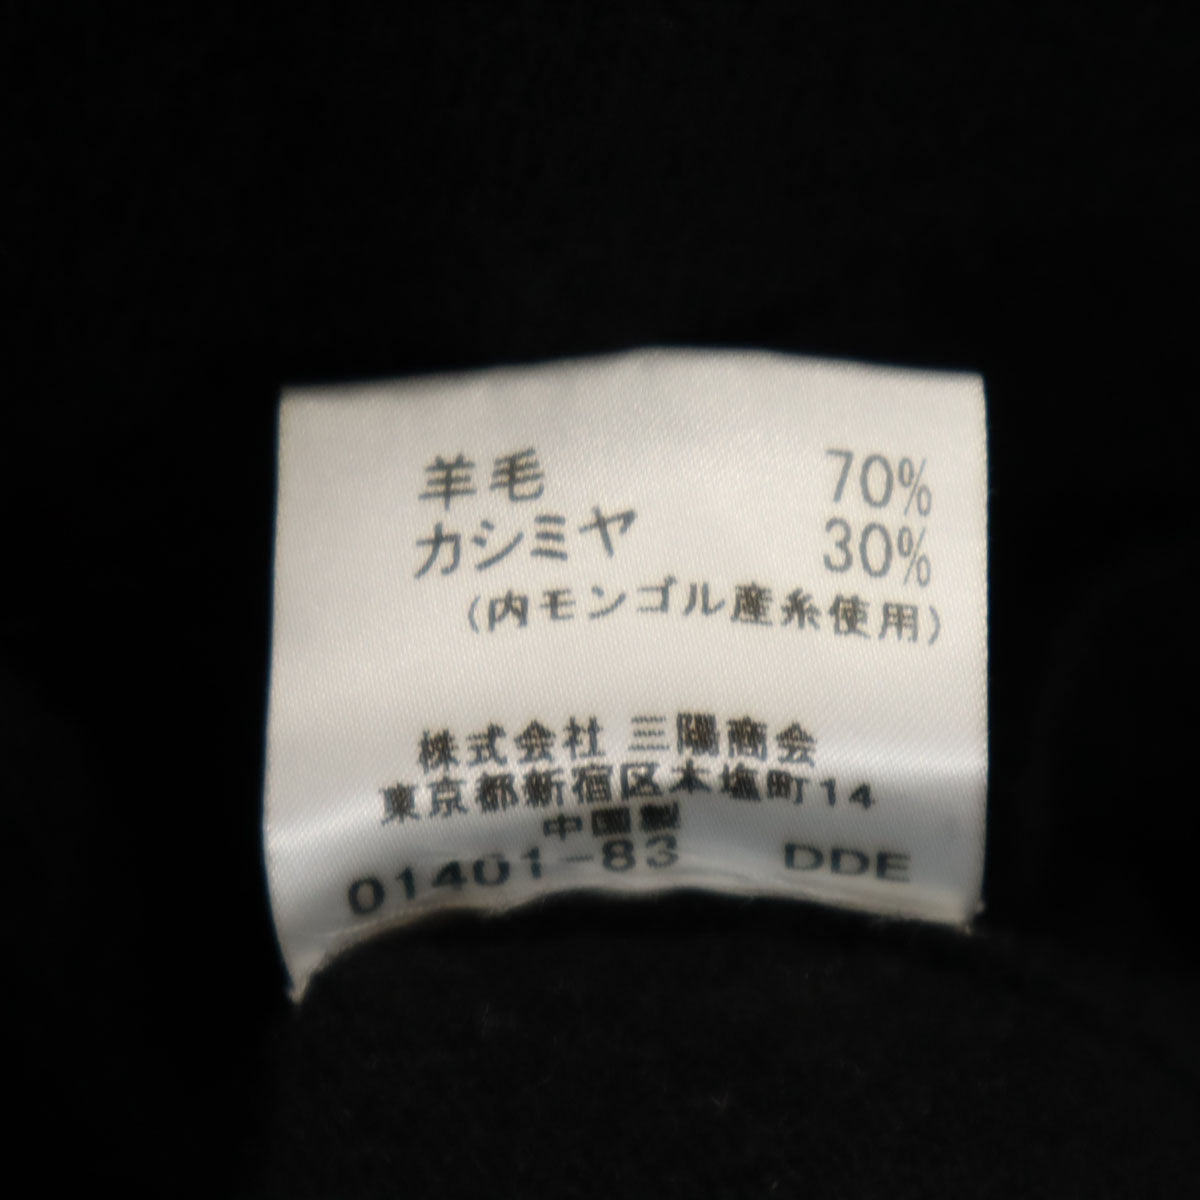 羊毛 70%
カシミヤ 30%
(内モンゴル産糸使用)
株式会社 三陽商会
東京都新宿区本塩町14
中国製
01401-83 DDE